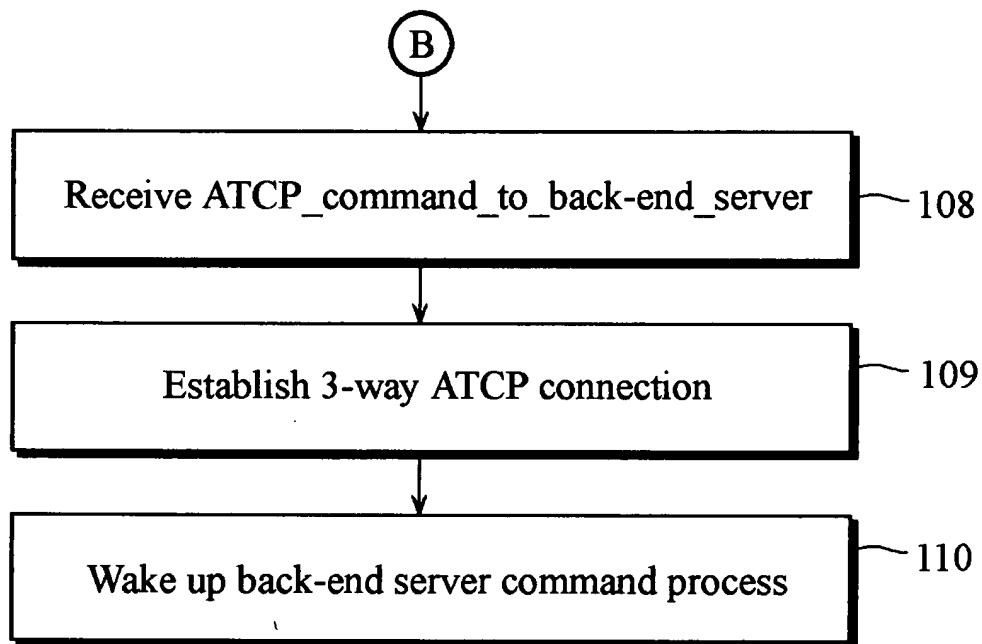 B
Receive ATCP_command_to_back-end_server
108
Establish 3-way ATCP connection
109
Wake up back-end server command process
110